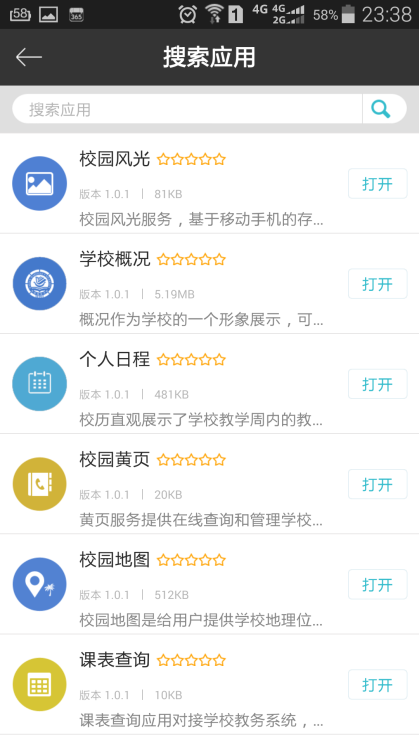 58 365 1 4G 4G 2G 58% 23:38
搜索应用
搜索应用
校园风光
版本 1.0.1 | 81KB
打开
校园风光服务，基于移动手机的存...
学校概况
版本 1.0.1 | 5.19MB
打开
概况作为学校的一个形象展示，可...
个人日程
版本 1.0.1 | 481KB
打开
校历直观展示了学校教学周内的教...
校园黄页
版本 1.0.1 | 20KB
打开
黄页服务提供在线查询和管理学校...
校园地图
版本 1.0.1 | 512KB
打开
校园地图是给用户提供学校地理位...
课表查询
版本 1.0.1 | 10KB
打开
课表查询应用对接学校教务系统，...